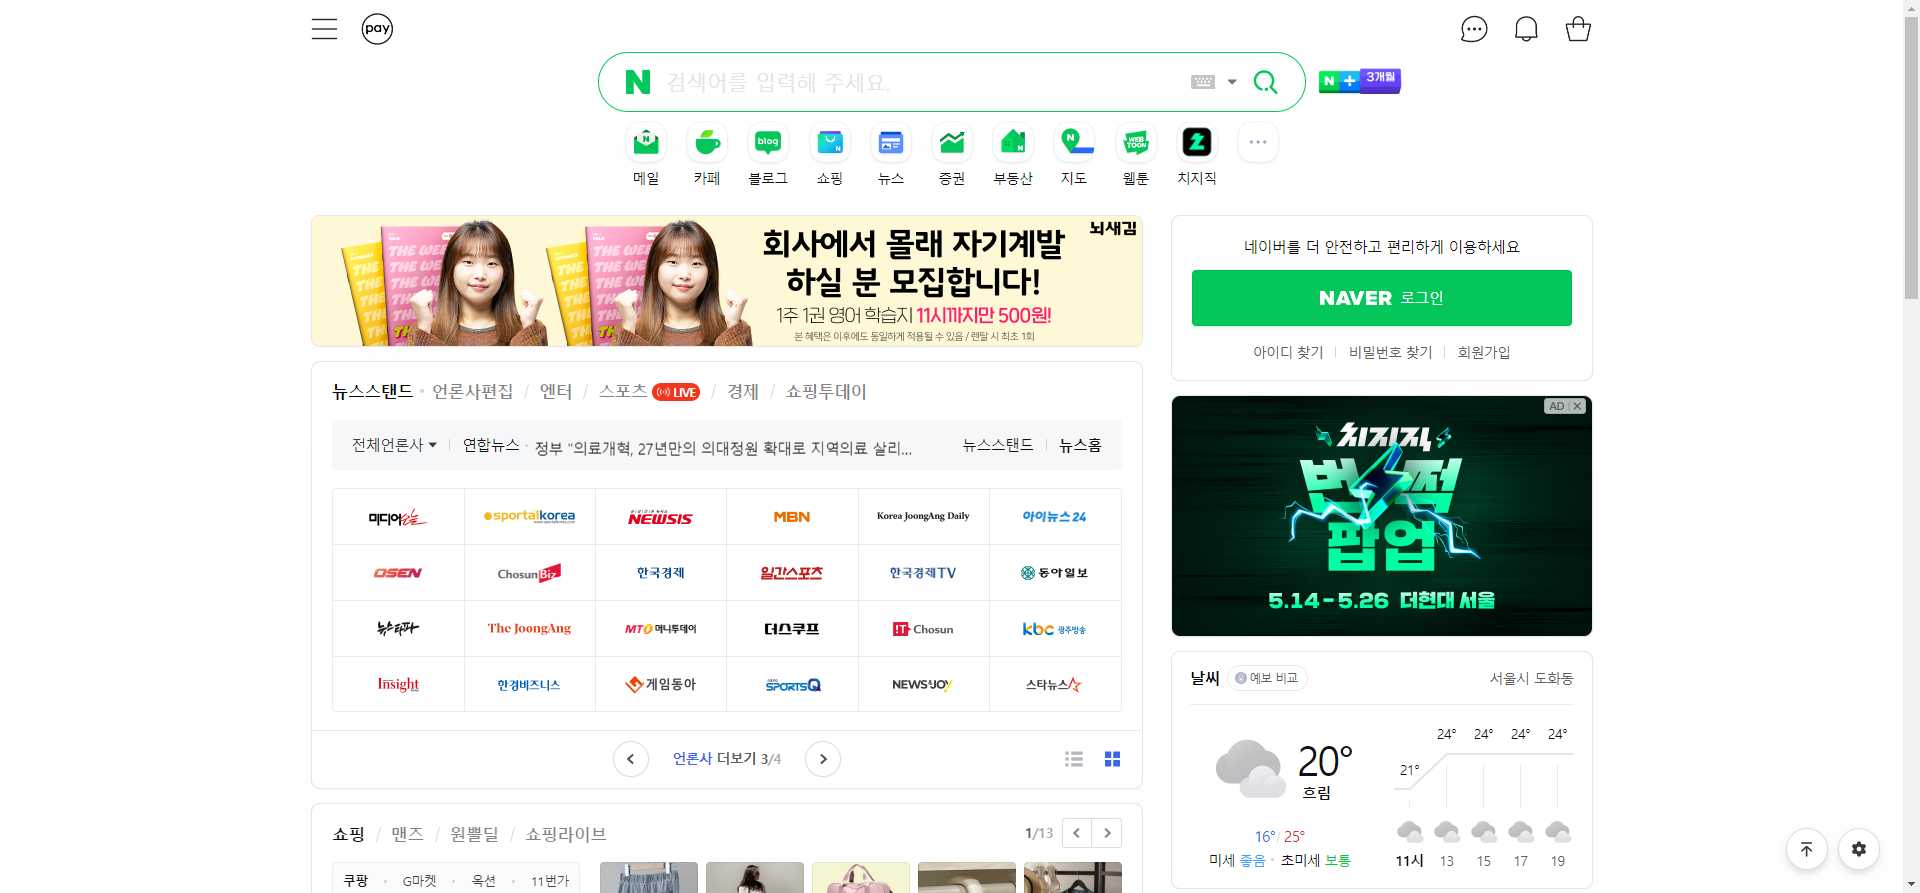 pay
N 검색어를 입력해 주세요.
N + 3개월
메일 카페 블로그 쇼핑 뉴스 증권 부동산 지도 웹툰 치지직
blog
WEB TOON
뇌새김
회사에서 몰래 자기계발
하실 분 모집합니다!
1주 1권 영어 학습지 11시까지만 500원!
본 혜택은 이후에도 동일하게 적용될 수 있음 / 렌탈 시 최초 1회
네이버를 더 안전하고 편리하게 이용하세요
NAVER 로그인
아이디 찾기 비밀번호 찾기 회원가입
뉴스스탠드 · 언론사편집 / 엔터 / 스포츠 LIVE / 경제 / 쇼핑투데이
전체언론사 연합뉴스 · 정부 "의료개혁, 27년만의 의대정원 확대로 지역의료 살리... 뉴스스탠드 뉴스홈
미디어오늘 sportalkorea NEWSIS MBN Korea JoongAng Daily 아이뉴스24
OSEN ChosunBiz 한국경제 일간스포츠 한국경제TV 동아일보
뉴스타파 The JoongAng MTO 머니투데이 더스쿠프 IT Chosun kbc 광주방송
Insight 한경비즈니스 게임동아 SPORTSQ NEWS&JOY 스타뉴스
언론사 더보기 3/4
AD
치지직
번쩍
팝업
5.14 - 5.26 더현대 서울
날씨 예보 비교 서울시 도화동
20°
흐림
16° / 25°
미세 좋음 · 초미세 보통
21° 24° 24° 24° 24°
11시 13 15 17 19
쇼핑 / 맨즈 / 원쁠딜 / 쇼핑라이브 1/13
쿠팡 · G마켓 · 옥션 · 11번가